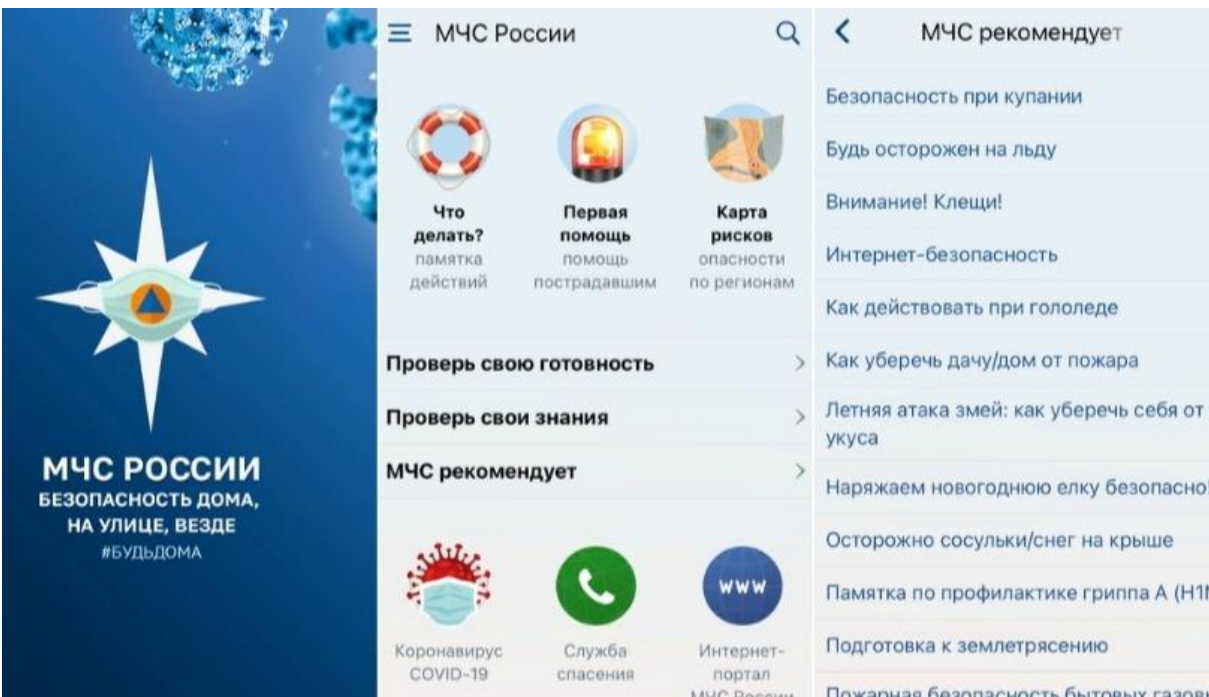 МЧС РОССИИ
БЕЗОПАСНОСТЬ ДОМА,
НА УЛИЦЕ, ВЕЗДЕ
#БУДЬДОМА
МЧС России
Что
делать?
памятка
действий
Первая
помощь
помощь
пострадавшим
Карта
рисков
опасности
по регионам
Проверь свою готовность
Проверь свои знания
МЧС рекомендует
Коронавирус
COVID-19
Служба
спасения
WWW
Интернет-
портал
МЧС России
МЧС рекомендует
Безопасность при купании
Будь осторожен на льду
Внимание! Клещи!
Интернет-безопасность
Как действовать при гололеде
Как уберечь дачу/дом от пожара
Летняя атака змей: как уберечь себя от
укуса
Наряжаем новогоднюю елку безопасно!
Осторожно сосульки/снег на крыше
Памятка по профилактике гриппа А
Подготовка к землетрясению
Пожарная безопасность бытовых